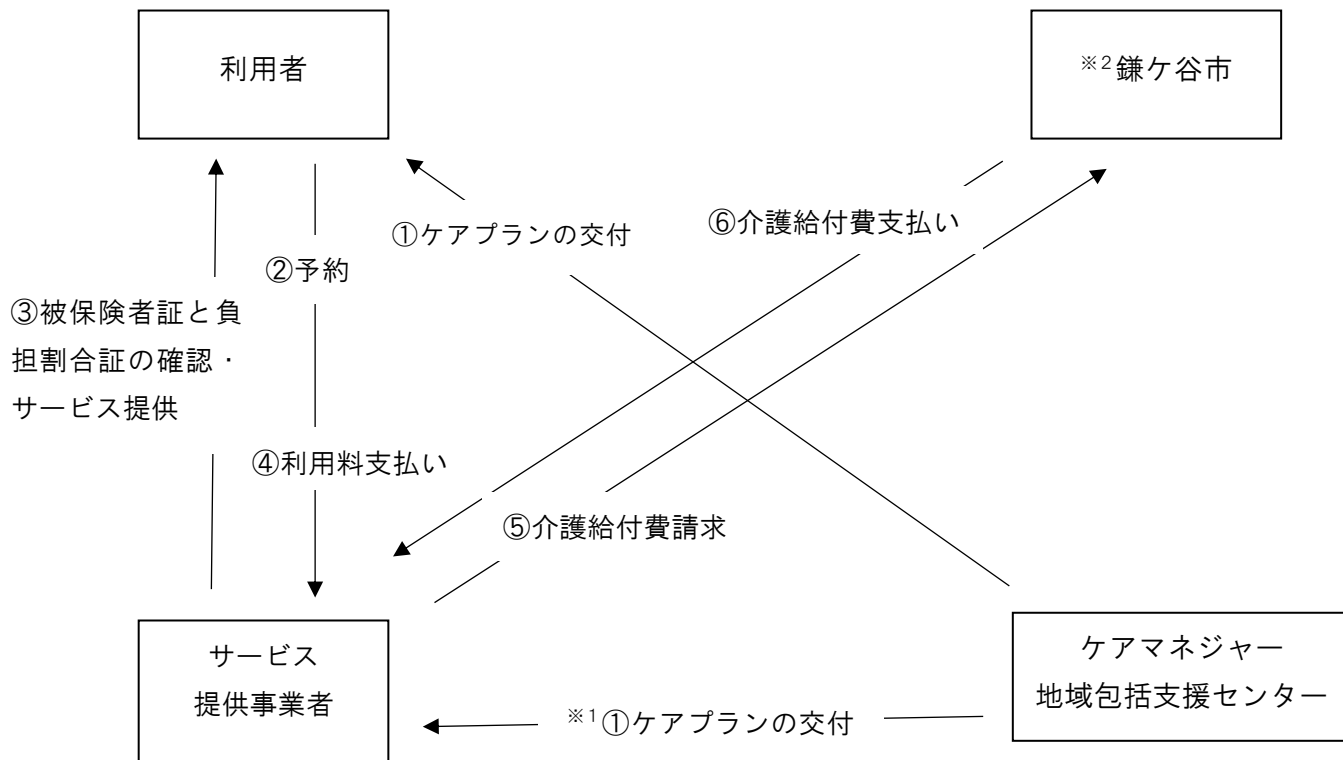 利用者
※2鎌ケ谷市
①ケアプランの交付
⑥介護給付費支払い
②予約
③被保険者証と負
担割合証の確認・
サービス提供
④利用料支払い
⑤介護給付費請求
サービス
提供事業者
ケアマネジャー
地域包括支援センター
※1①ケアプランの交付